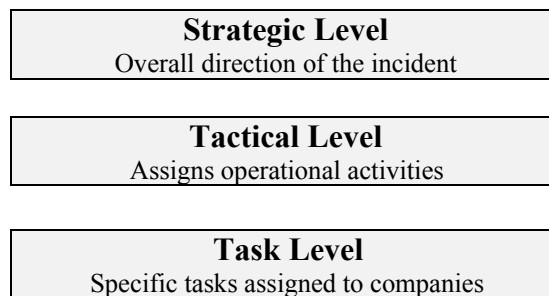 Strategic Level
Overall direction of the incident
Tactical Level
Assigns operational activities
Task Level
Specific tasks assigned to companies